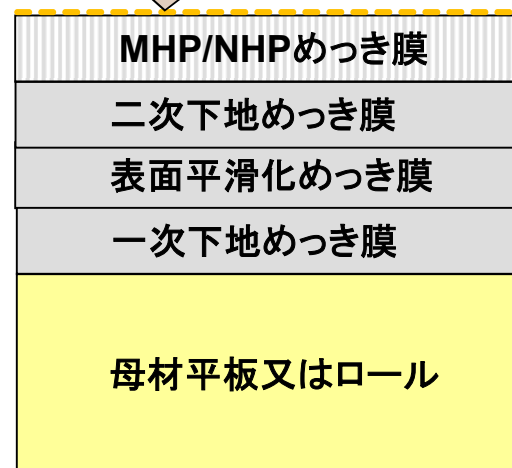 MHP/NHPめっき膜
二次下地めっき膜
表面平滑化めっき膜
一次下地めっき膜
母材平板又はロール